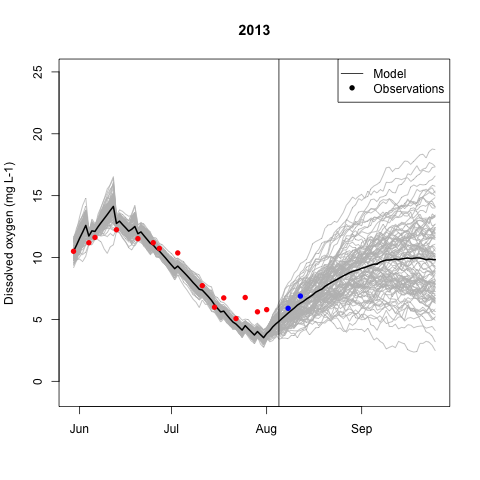 2013
Dissolved oxygen (mg L-1)
25
20
15
10
5
0
Model
Observations
Jun
Jul
Aug
Sep